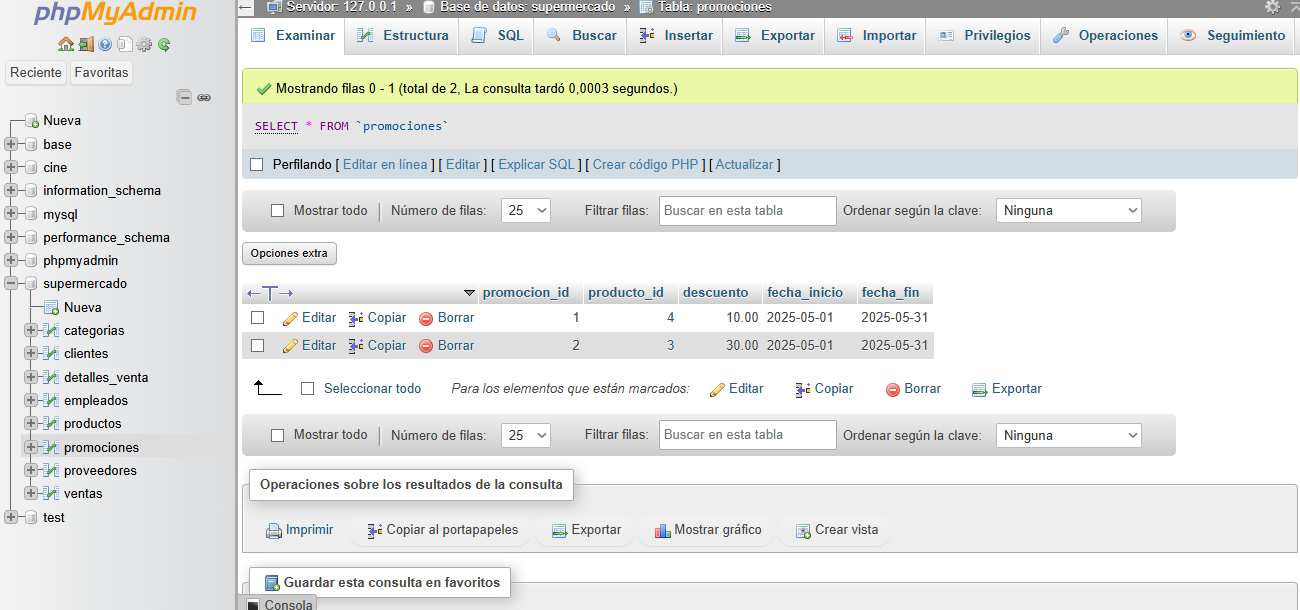 phpMyAdmin
Reciente Favoritas
Nueva
base
cine
information_schema
mysql
performance_schema
phpmyadmin
supermercado
Nueva
categorias
clientes
detalles_venta
empleados
productos
promociones
proveedores
ventas
test
Servidor: 127.0.0.1 » Base de datos: supermercado » Tabla: promociones
Examinar Estructura SQL Buscar Insertar Exportar Importar Privilegios Operaciones Seguimiento
Mostrando filas 0 - 1 (total de 2, La consulta tardó 0,0003 segundos.)
SELECT * FROM `promociones`
Perfilando [ Editar en línea ] [ Editar ] [ Explicar SQL ] [ Crear código PHP ] [ Actualizar ]
Mostrar todo | Número de filas: 25 Filtrar filas: Buscar en esta tabla Ordenar según la clave: Ninguna
Opciones extra
←T→ promocion_id producto_id descuento fecha_inicio fecha_fin
Editar Copiar Borrar 1 4 10.00 2025-05-01 2025-05-31
Editar Copiar Borrar 2 3 30.00 2025-05-01 2025-05-31
Seleccionar todo Para los elementos que están marcados: Editar Copiar Borrar Exportar
Mostrar todo | Número de filas: 25 Filtrar filas: Buscar en esta tabla Ordenar según la clave: Ninguna
Operaciones sobre los resultados de la consulta
Imprimir Copiar al portapapeles Exportar Mostrar gráfico Crear vista
Guardar esta consulta en favoritos
Consola